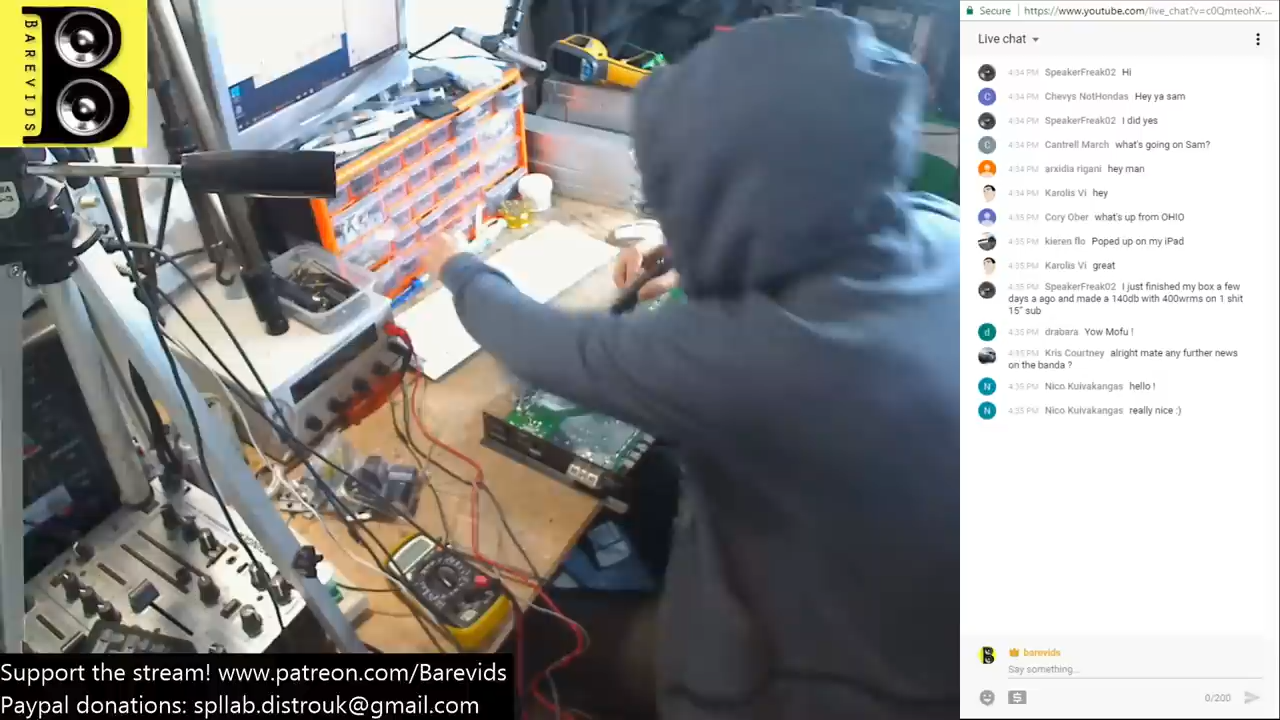 BAREVIDS
B
Secure https://www.youtube.com/live_chat?v=c0QmteohX-...
Live chat
4:34 PM SpeakerFreak02 Hi
C 4:34 PM Chevys NotHondas Hey ya sam
4:34 PM SpeakerFreak02 I did yes
C 4:34 PM Cantrell March what's going on Sam?
4:34 PM arxidia rigani hey man
4:34 PM Karolis Vi hey
4:35 PM Cory Ober what's up from OHIO
4:35 PM kieren flo Poped up on my iPad
4:35 PM Karolis Vi great
4:35 PM SpeakerFreak02 I just finished my box a few
days a ago and made a 140db with 400wrms on 1 shit
15" sub
d 4:35 PM drabara Yow Mofu !
4:35 PM Kris Courtney alright mate any further news
on the banda ?
N 4:35 PM Nico Kuivakangas hello !
N 4:35 PM Nico Kuivakangas really nice :)
B barevids
Say something...
$ 0/200
Support the stream! www.patreon.com/Barevids
Paypal donations: spllab.distrouk@gmail.com